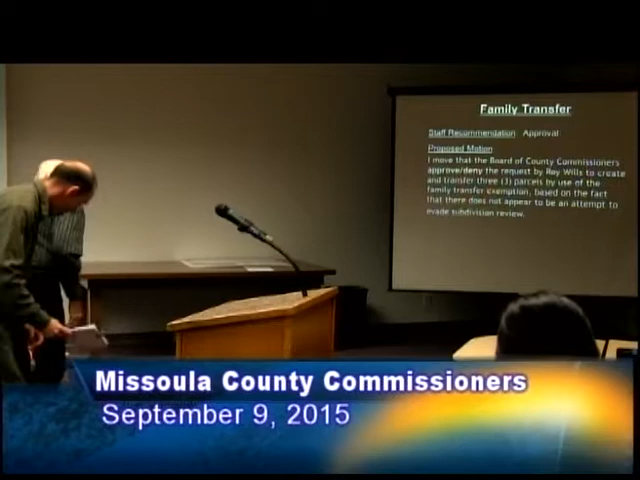 Family Transfer
Staff Recommendation Approval
Proposed Motion
I move that the Board of County Commissioners
approve/deny the request by Roy Wills to create
and transfer three (3) parcels by use of the
family transfer exemption, based on the fact
that there does not appear to be an attempt to
evade subdivision review.
Missoula County Commissioners
September 9, 2015